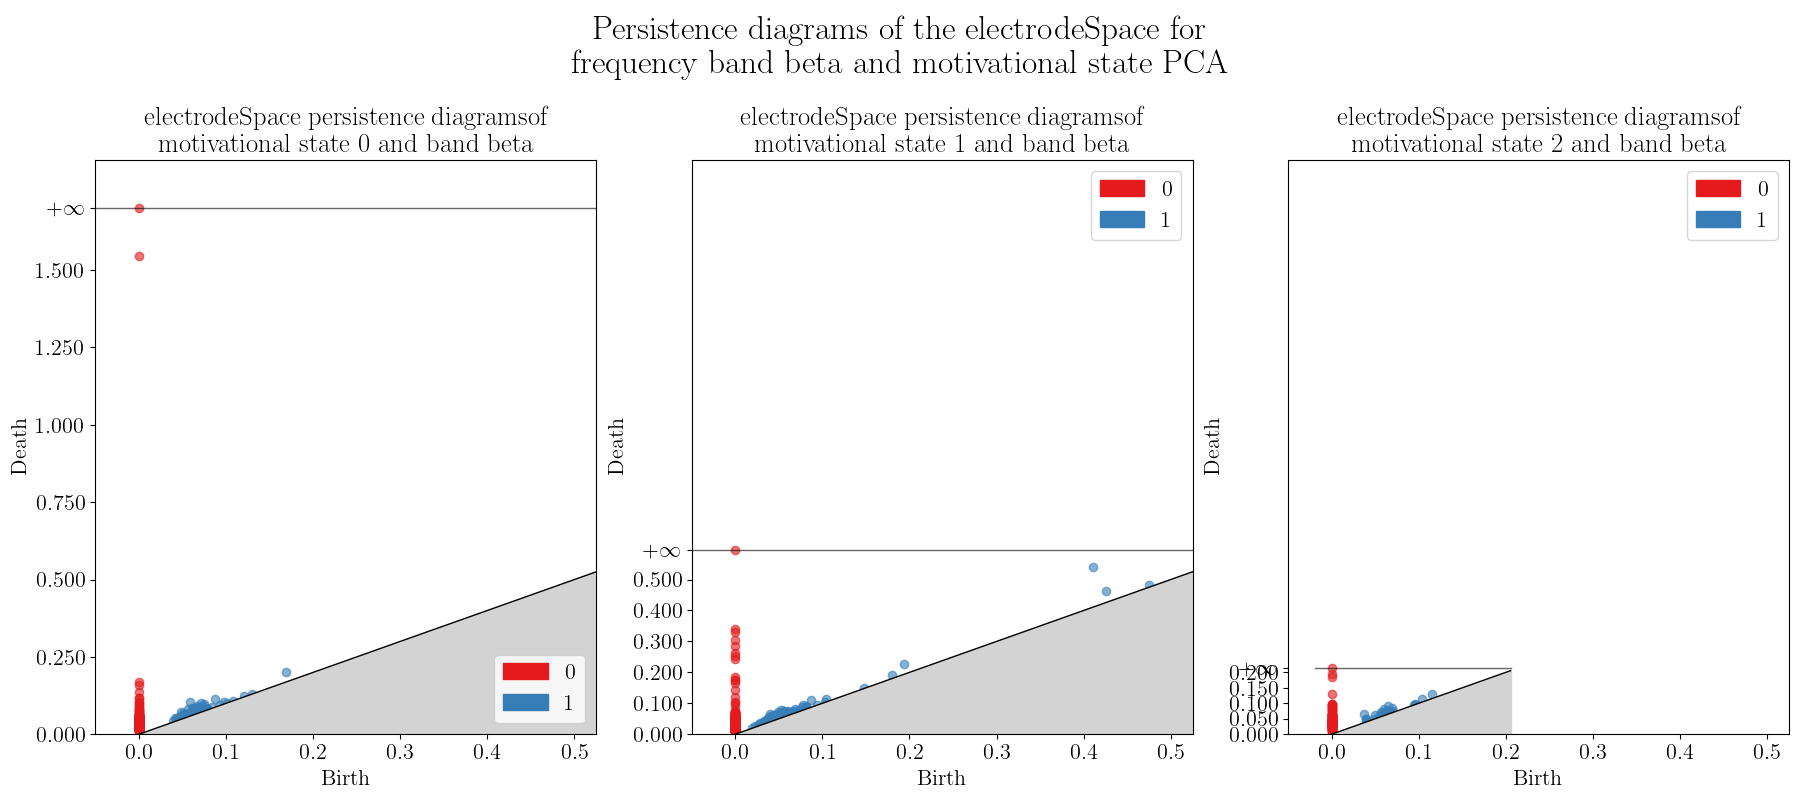 Persistence diagrams of the electrodeSpace for
frequency band beta and motivational state PCA
electrodeSpace persistence diagramsof
motivational state 0 and band beta
+∞
1.500
1.250
1.000
0.750
0.500
0.250
0.000
Death
0.0 0.1 0.2 0.3 0.4 0.5
Birth
0
1
electrodeSpace persistence diagramsof
motivational state 1 and band beta
0
1
+∞
0.500
0.400
0.300
0.200
0.100
0.000
Death
0.0 0.1 0.2 0.3 0.4 0.5
Birth
electrodeSpace persistence diagramsof
motivational state 2 and band beta
0
1
+∞
0.200
0.150
0.100
0.050
0.000
Death
0.0 0.1 0.2 0.3 0.4 0.5
Birth